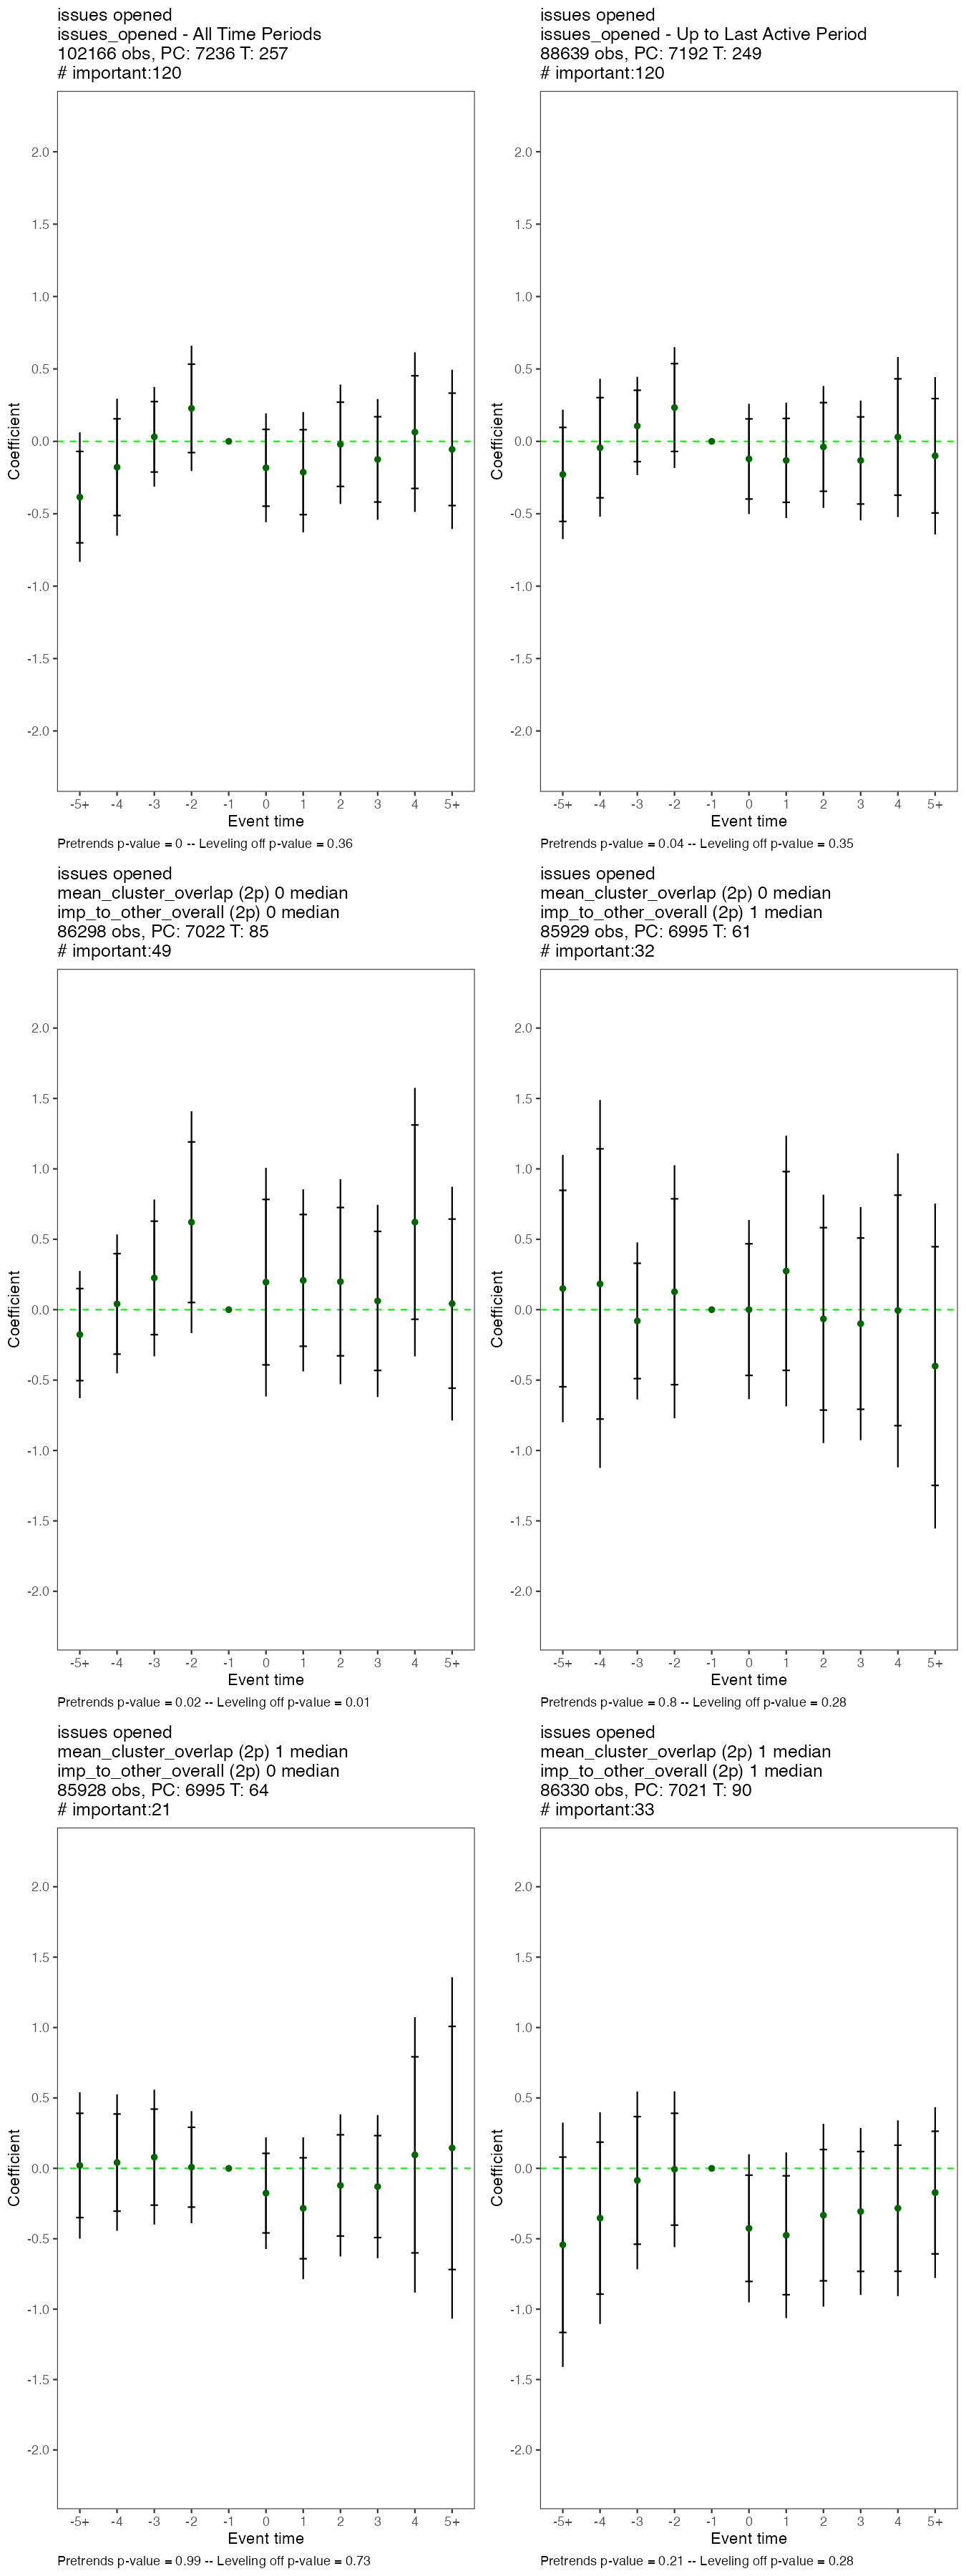 issues opened
issues_opened - All Time Periods
102166 obs, PC: 7236 T: 257
# important:120
2.0
1.5
1.0
0.5
0.0
-0.5
-1.0
-1.5
-2.0
Coefficient
-5+ -4 -3 -2 -1 0 1 2 3 4 5+
Event time
Pretrends p-value = 0 -- Leveling off p-value = 0.36
issues opened
issues_opened - Up to Last Active Period
88639 obs, PC: 7192 T: 249
# important:120
2.0
1.5
1.0
0.5
0.0
-0.5
-1.0
-1.5
-2.0
Coefficient
-5+ -4 -3 -2 -1 0 1 2 3 4 5+
Event time
Pretrends p-value = 0.04 -- Leveling off p-value = 0.35
issues opened
mean_cluster_overlap (2p) 0 median
imp_to_other_overall (2p) 0 median
86298 obs, PC: 7022 T: 85
# important:49
2.0
1.5
1.0
0.5
0.0
-0.5
-1.0
-1.5
-2.0
Coefficient
-5+ -4 -3 -2 -1 0 1 2 3 4 5+
Event time
Pretrends p-value = 0.02 -- Leveling off p-value = 0.01
issues opened
mean_cluster_overlap (2p) 0 median
imp_to_other_overall (2p) 1 median
85929 obs, PC: 6995 T: 61
# important:32
2.0
1.5
1.0
0.5
0.0
-0.5
-1.0
-1.5
-2.0
Coefficient
-5+ -4 -3 -2 -1 0 1 2 3 4 5+
Event time
Pretrends p-value = 0.8 -- Leveling off p-value = 0.28
issues opened
mean_cluster_overlap (2p) 1 median
imp_to_other_overall (2p) 0 median
85928 obs, PC: 6995 T: 64
# important:21
2.0
1.5
1.0
0.5
0.0
-0.5
-1.0
-1.5
-2.0
Coefficient
-5+ -4 -3 -2 -1 0 1 2 3 4 5+
Event time
Pretrends p-value = 0.99 -- Leveling off p-value = 0.73
issues opened
mean_cluster_overlap (2p) 1 median
imp_to_other_overall (2p) 1 median
86330 obs, PC: 7021 T: 90
# important:33
2.0
1.5
1.0
0.5
0.0
-0.5
-1.0
-1.5
-2.0
Coefficient
-5+ -4 -3 -2 -1 0 1 2 3 4 5+
Event time
Pretrends p-value = 0.21 -- Leveling off p-value = 0.28